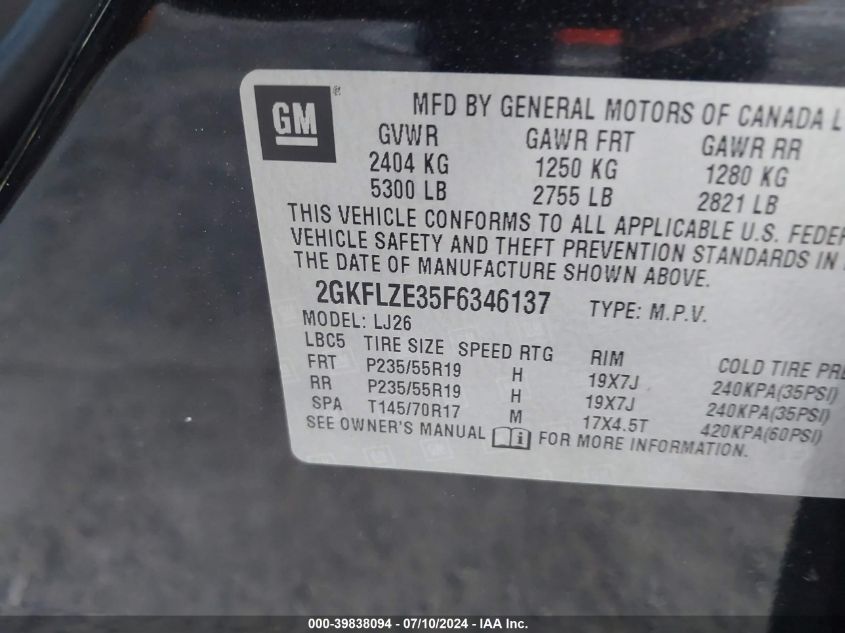 GM®
MFD BY GENERAL MOTORS OF CANADA L
GVWR GAWR FRT GAWR RR
2404 KG 1250 KG 1280 KG
5300 LB 2755 LB 2821 LB
THIS VEHICLE CONFORMS TO ALL APPLICABLE U.S. FEDER
VEHICLE SAFETY AND THEFT PREVENTION STANDARDS IN
THE DATE OF MANUFACTURE SHOWN ABOVE.
2GKFLZE35F6346137 TYPE: M.P.V.
MODEL: LJ26
LBC5 TIRE SIZE SPEED RTG RIM COLD TIRE PRE
FRT P235/55R19 H 19X7J 240KPA(35PSI)
RR P235/55R19 H 19X7J 240KPA(35PSI)
SPA T145/70R17 M 17X4.5T 420KPA(60PSI)
SEE OWNER'S MANUAL FOR MORE INFORMATION.
000-39838094 - 07/10/2024 - IAA Inc.